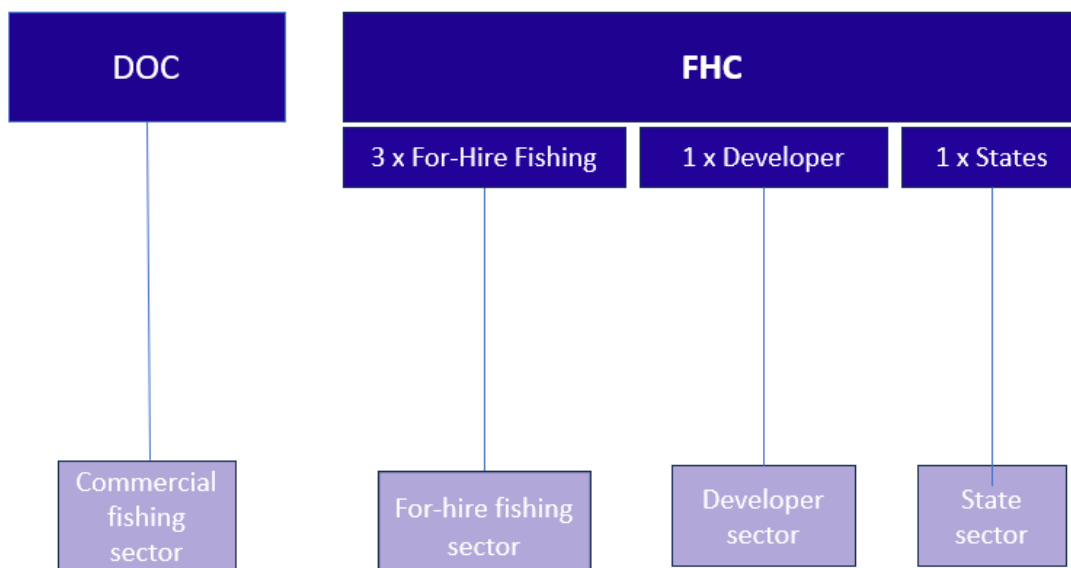 DOC
FHC
3 x For-Hire Fishing
1 x Developer
1 x States
Commercial
fishing
sector
For-hire fishing
sector
Developer
sector
State
sector